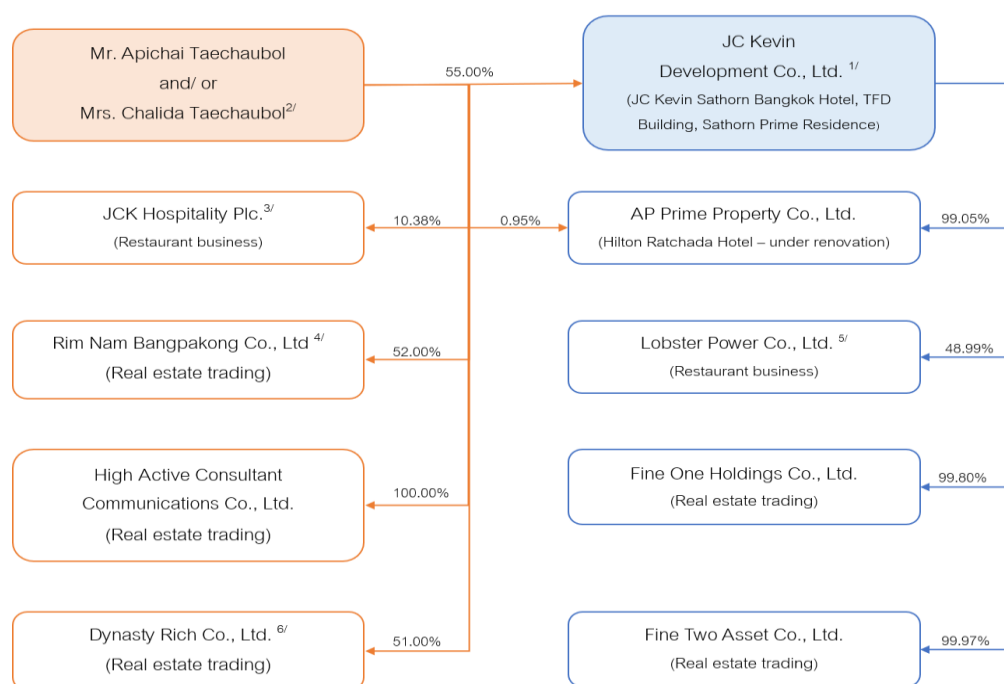 Mr. Apichai Taechaubol
and/ or
Mrs. Chalida Taechaubol2/
55.00%
JC Kevin
Development Co., Ltd. 1/
(JC Kevin Sathorn Bangkok Hotel, TFD
Building, Sathorn Prime Residence)
JCK Hospitality Plc.3/
(Restaurant business)
10.38%
0.95%
AP Prime Property Co., Ltd.
(Hilton Ratchada Hotel – under renovation)
99.05%
Rim Nam Bangpakong Co., Ltd 4/
(Real estate trading)
52.00%
Lobster Power Co., Ltd. 5/
(Restaurant business)
48.99%
High Active Consultant
Communications Co., Ltd.
(Real estate trading)
100.00%
Fine One Holdings Co., Ltd.
(Real estate trading)
99.80%
Dynasty Rich Co., Ltd. 6/
(Real estate trading)
51.00%
Fine Two Asset Co., Ltd.
(Real estate trading)
99.97%